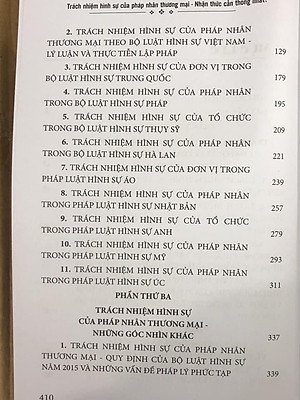 Trách nhiệm hình sự của pháp nhân thương mại - Nhận thức cần thống nhất!
2. TRÁCH NHIỆM HÌNH SỰ CỦA PHÁP NHÂN
THƯƠNG MẠI THEO BỘ LUẬT HÌNH SỰ VIỆT NAM -
LÝ LUẬN VÀ THỰC TIỄN LẬP PHÁP 129
3. TRÁCH NHIỆM HÌNH SỰ CỦA ĐƠN VỊ TRONG
BỘ LUẬT HÌNH SỰ TRUNG QUỐC 179
4. TRÁCH NHIỆM HÌNH SỰ CỦA PHÁP NHÂN
TRONG BỘ LUẬT HÌNH SỰ PHÁP 195
5. TRÁCH NHIỆM HÌNH SỰ CỦA TỔ CHỨC
TRONG BỘ LUẬT HÌNH SỰ THỤY SỸ 209
6. TRÁCH NHIỆM HÌNH SỰ CỦA PHÁP NHÂN
TRONG BỘ LUẬT HÌNH SỰ HÀ LAN 221
7. TRÁCH NHIỆM HÌNH SỰ CỦA ĐƠN VỊ TRONG
PHÁP LUẬT HÌNH SỰ ÁO 239
8. TRÁCH NHIỆM HÌNH SỰ CỦA PHÁP NHÂN
TRONG PHÁP LUẬT HÌNH SỰ NHẬT BẢN 257
9. TRÁCH NHIỆM HÌNH SỰ CỦA TỔ CHỨC
TRONG PHÁP LUẬT HÌNH SỰ ANH 279
10. TRÁCH NHIỆM HÌNH SỰ CỦA PHÁP NHÂN
TRONG PHÁP LUẬT HÌNH SỰ MỸ 293
11. TRÁCH NHIỆM HÌNH SỰ CỦA PHÁP NHÂN
TRONG PHÁP LUẬT HÌNH SỰ ÚC 311
PHẦN THỨ BA
TRÁCH NHIỆM HÌNH SỰ
CỦA PHÁP NHÂN THƯƠNG MẠI -
NHỮNG GÓC NHÌN KHÁC 337
1. TRÁCH NHIỆM HÌNH SỰ CỦA PHÁP NHÂN
THƯƠNG MẠI - QUY ĐỊNH CỦA BỘ LUẬT HÌNH SỰ
NĂM 2015 VÀ NHỮNG VẤN ĐỀ PHÁP LÝ PHỨC TẠP 339
410